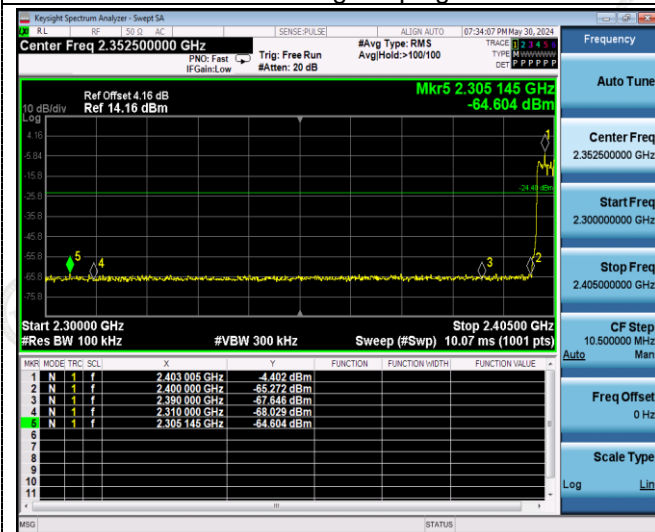 Keysight Spectrum Analyzer - Swept SA
RL RF 50 Ω AC SENSE:PULSE ALIGN AUTO 07:34:07 PM May 30, 2024
Center Freq 2.352500000 GHz
PNO: Fast
IFGain:Low
Trig: Free Run
#Atten: 20 dB
#Avg Type: RMS
Avg|Hold:>100/100
TRACE 1 2 3 4 5 6
TYPE M WWWWW
DET P P P P P P
Mkr5 2.305 145 GHz
-64.604 dBm
Ref Offset 4.16 dB
10 dB/div Ref 14.16 dBm
Log
4.16
-5.84
-15.8
-25.8
-35.8
-45.8
-55.8
-65.8
-75.8
-24.40 dBm
1
5
4
3
2
Start 2.30000 GHz Stop 2.40500 GHz
#Res BW 100 kHz #VBW 300 kHz Sweep (#Swp) 10.07 ms (1001 pts)
MKR MODE TRC SCL X Y FUNCTION FUNCTION WIDTH FUNCTION VALUE
1 N 1 f 2.403 005 GHz -4.402 dBm
2 N 1 f 2.400 000 GHz -65.272 dBm
3 N 1 f 2.390 000 GHz -67.646 dBm
4 N 1 f 2.310 000 GHz -68.029 dBm
5 N 1 f 2.305 145 GHz -64.604 dBm
6
7
8
9
10
11
MSG STATUS
Frequency
Auto Tune
Center Freq
2.352500000 GHz
Start Freq
2.300000000 GHz
Stop Freq
2.405000000 GHz
CF Step
10.500000 MHz
Auto Man
Freq Offset
0 Hz
Scale Type
Log Lin